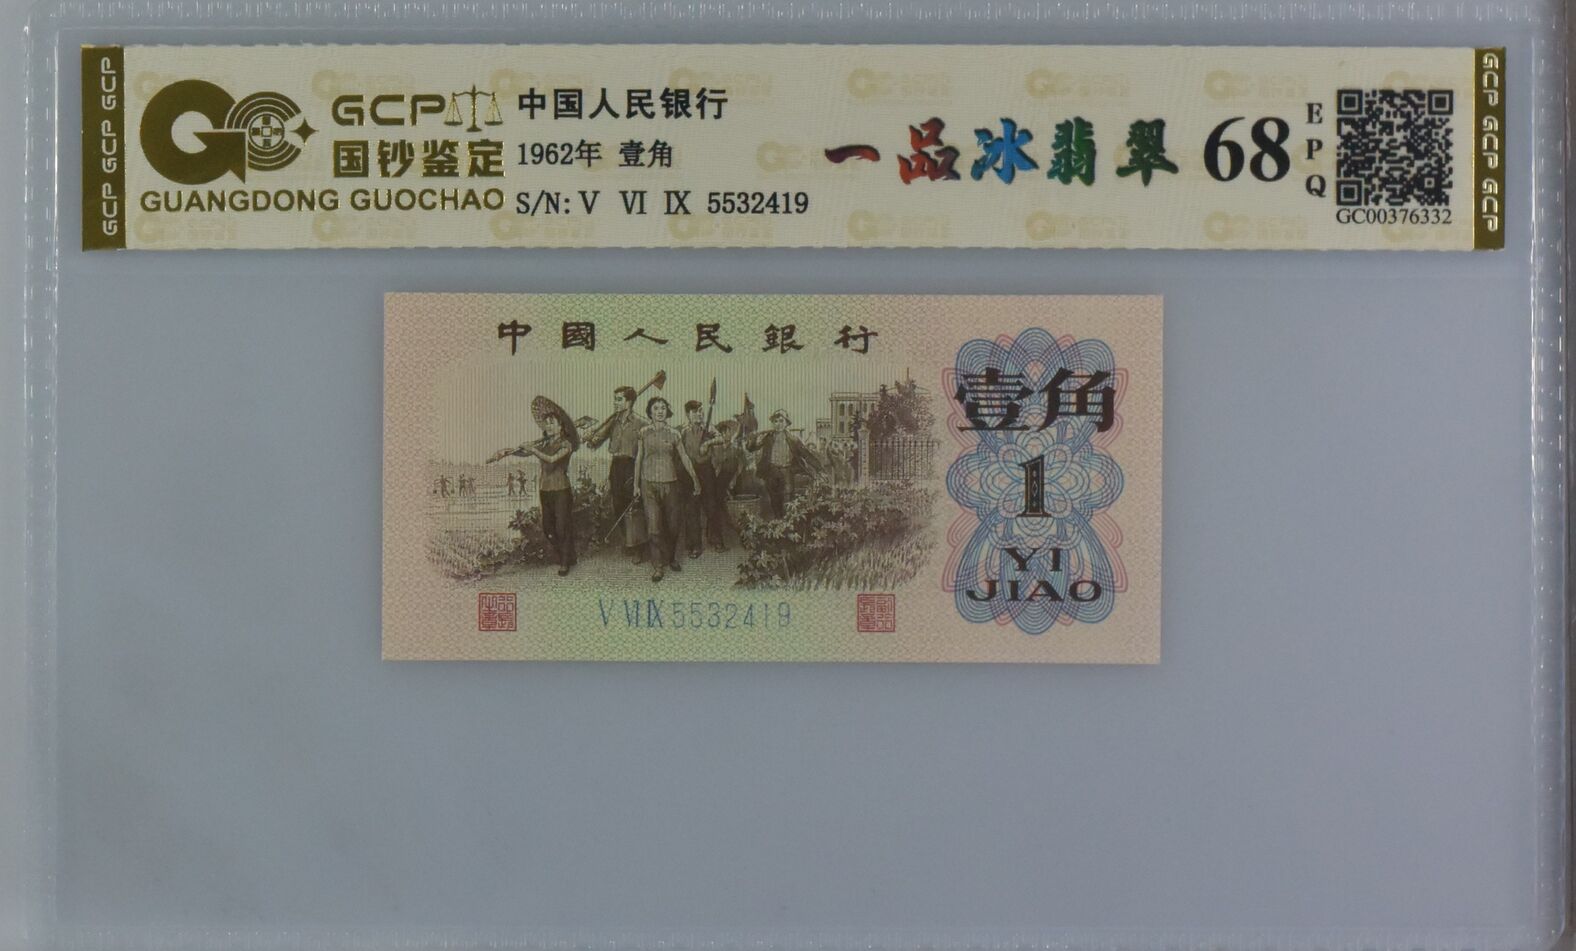 GCP GCP GCP
GCP
国钞鉴定
GUANGDONG GUOCHAO
中国人民银行
1962年 壹角
S/N: V VI IX 5532419
一品冰翡翠
68
EPQ
GC00376332
GCP GCP GCP
中國人民銀行
壹角
1
YI
JIAO
V VI IX 5532419